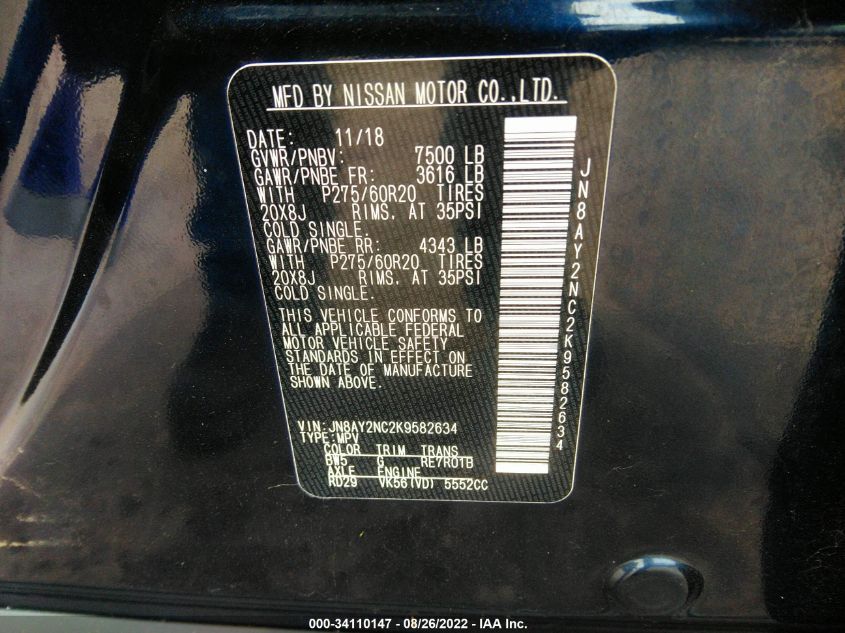 MFD BY NISSAN MOTOR CO.,LTD.
DATE: 11/18
GVWR/PNBV: 7500 LB
GAWR/PNBE FR: 3616 LB
WITH P275/60R20 TIRES
20X8J RIMS, AT 35PSI
COLD SINGLE.
GAWR/PNBE RR: 4343 LB
WITH P275/60R20 TIRES
20X8J RIMS, AT 35PSI
COLD SINGLE.
THIS VEHICLE CONFORMS TO
ALL APPLICABLE FEDERAL
MOTOR VEHICLE SAFETY
STANDARDS IN EFFECT ON
THE DATE OF MANUFACTURE
SHOWN ABOVE.
VIN:JN8AY2NC2K9582634
TYPE:MPV
COLOR TRIM TRANS
BW5 G RE7R01B
AXLE ENGINE
RD29 VK56(VD) 5552CC
JN8AY2NC2K9582634
000-34110147 - 08/26/2022 - IAA Inc.